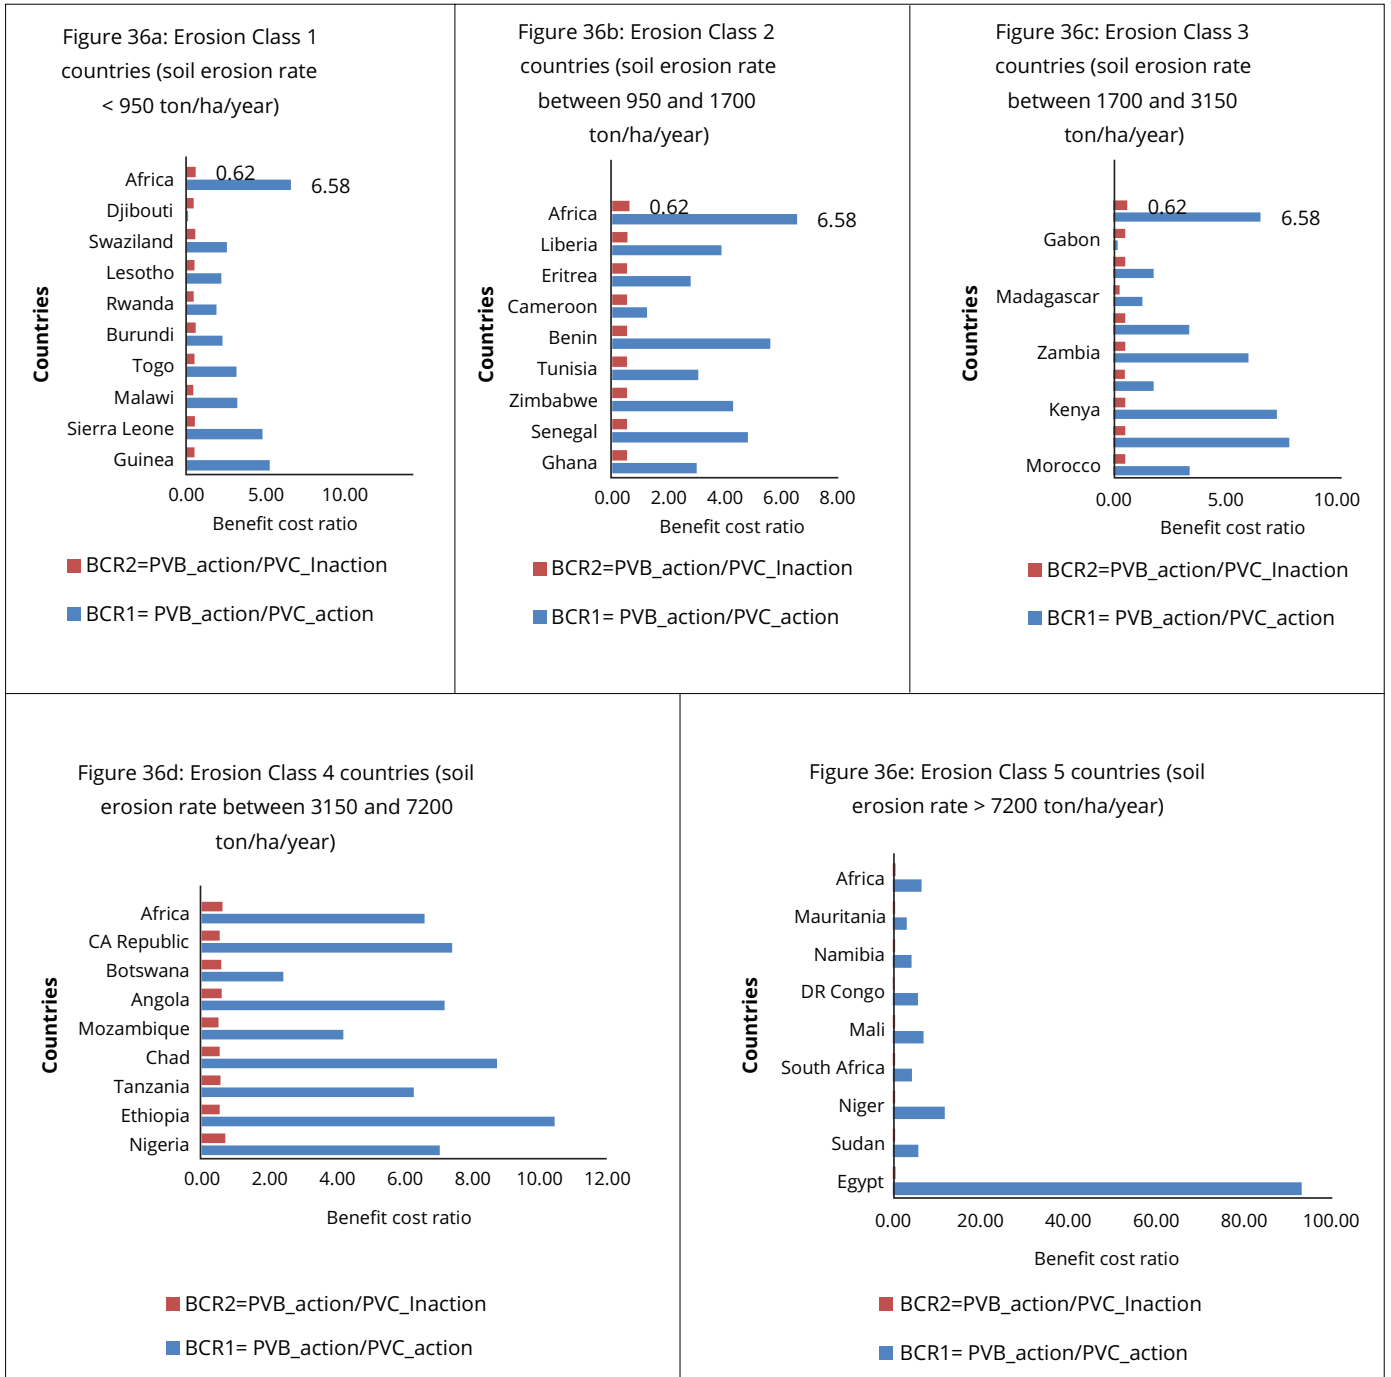 Figure 36a: Erosion Class 1
countries (soil erosion rate
< 950 ton/ha/year)
Countries
Africa
Djibouti
Swaziland
Lesotho
Rwanda
Burundi
Togo
Malawi
Sierra Leone
Guinea
0.62
6.58
0.00 5.00 10.00
Benefit cost ratio
BCR2=PVB_action/PVC_Inaction
BCR1= PVB_action/PVC_action
Figure 36b: Erosion Class 2
countries (soil erosion rate
between 950 and 1700
ton/ha/year)
Countries
Africa
Liberia
Eritrea
Cameroon
Benin
Tunisia
Zimbabwe
Senegal
Ghana
0.62
6.58
0.00 2.00 4.00 6.00 8.00
Benefit cost ratio
BCR2=PVB_action/PVC_Inaction
BCR1= PVB_action/PVC_action
Figure 36c: Erosion Class 3
countries (soil erosion rate
between 1700 and 3150
ton/ha/year)
Countries
Gabon
Madagascar
Zambia
Kenya
Morocco
0.62
6.58
0.00 5.00 10.00
Benefit cost ratio
BCR2=PVB_action/PVC_Inaction
BCR1= PVB_action/PVC_action
Figure 36d: Erosion Class 4 countries (soil
erosion rate between 3150 and 7200
ton/ha/year)
Countries
Africa
CA Republic
Botswana
Angola
Mozambique
Chad
Tanzania
Ethiopia
Nigeria
0.00 2.00 4.00 6.00 8.00 10.00 12.00
Benefit cost ratio
BCR2=PVB_action/PVC_Inaction
BCR1= PVB_action/PVC_action
Figure 36e: Erosion Class 5 countries (soil
erosion rate > 7200 ton/ha/year)
Countries
Africa
Mauritania
Namibia
DR Congo
Mali
South Africa
Niger
Sudan
Egypt
0.00 20.00 40.00 60.00 80.00 100.00
Benefit cost ratio
BCR2=PVB_action/PVC_Inaction
BCR1= PVB_action/PVC_action